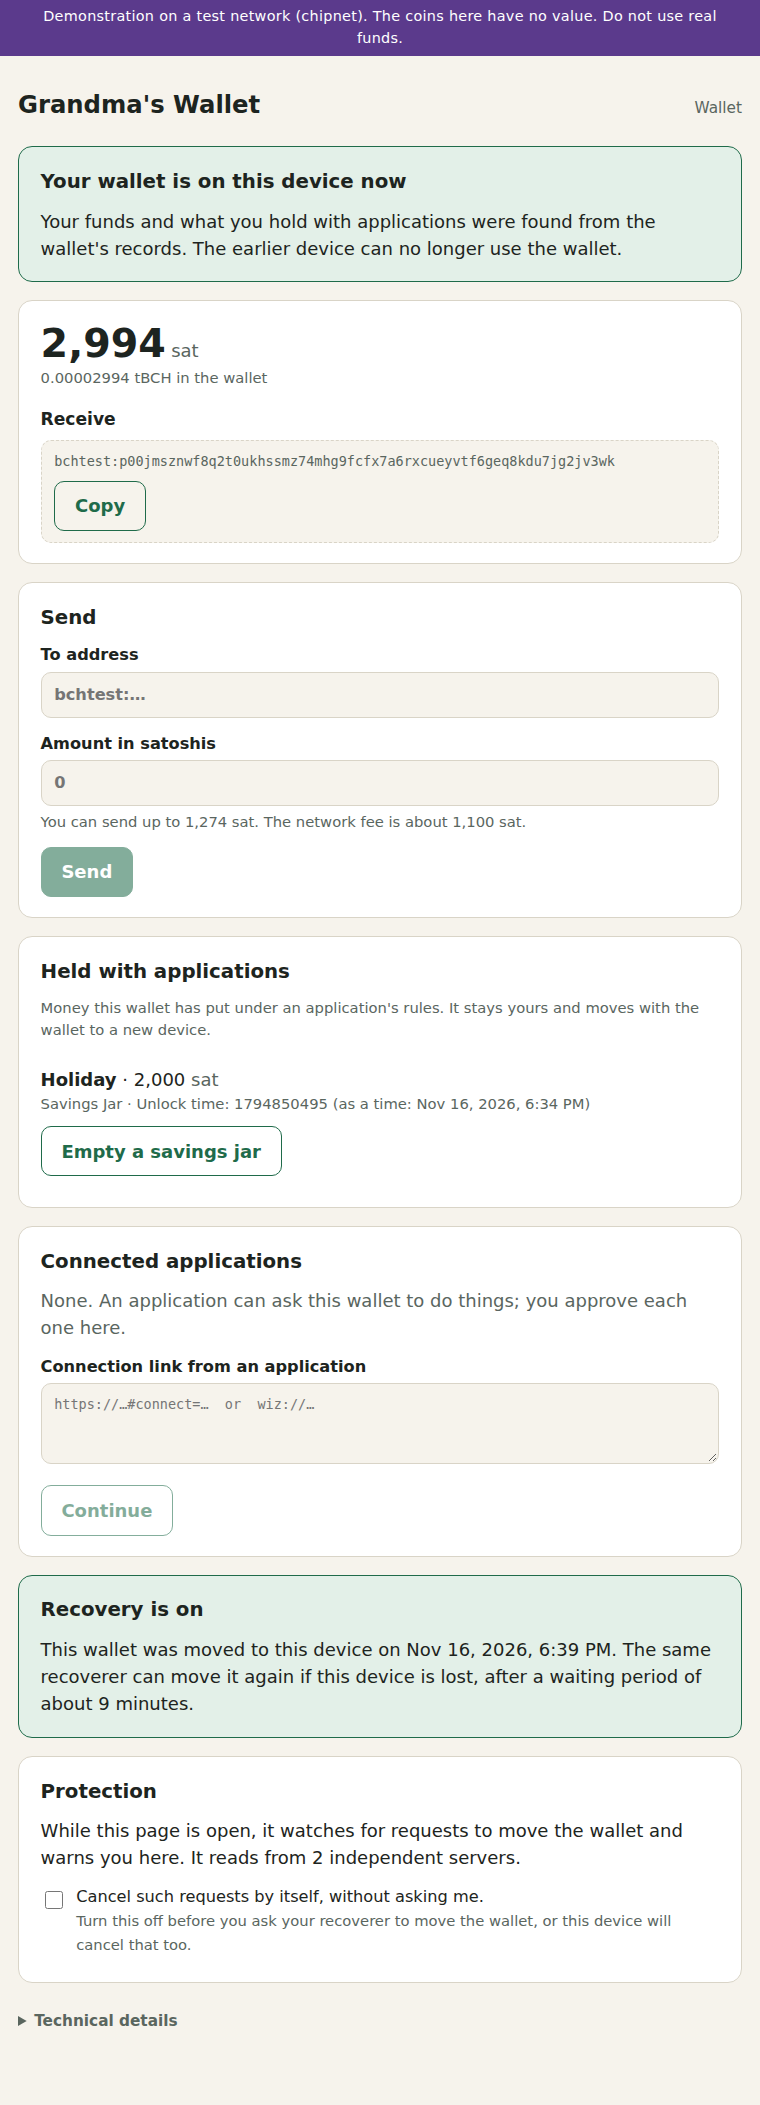 Demonstration on a test network (chipnet). The coins here have no value. Do not use real
funds.
Grandma's Wallet
Wallet
Your wallet is on this device now
Your funds and what you hold with applications were found from the
wallet's records. The earlier device can no longer use the wallet.
2,994 sat
0.00002994 tBCH in the wallet
Receive
bchtest:p00jmsznwf8q2t0ukhssmz74mhg9fcfx7a6rxcueyvtf6geq8kdu7jg2jv3wk
Copy
Send
To address
bchtest:…
Amount in satoshis
0
You can send up to 1,274 sat. The network fee is about 1,100 sat.
Send
Held with applications
Money this wallet has put under an application's rules. It stays yours and moves with the
wallet to a new device.
Holiday · 2,000 sat
Savings Jar · Unlock time: 1794850495 (as a time: Nov 16, 2026, 6:34 PM)
Empty a savings jar
Connected applications
None. An application can ask this wallet to do things; you approve each
one here.
Connection link from an application
https://…#connect=…  or  wiz://…
Continue
Recovery is on
This wallet was moved to this device on Nov 16, 2026, 6:39 PM. The same
recoverer can move it again if this device is lost, after a waiting period of
about 9 minutes.
Protection
While this page is open, it watches for requests to move the wallet and
warns you here. It reads from 2 independent servers.
Cancel such requests by itself, without asking me.
Turn this off before you ask your recoverer to move the wallet, or this device will
cancel that too.
Technical details